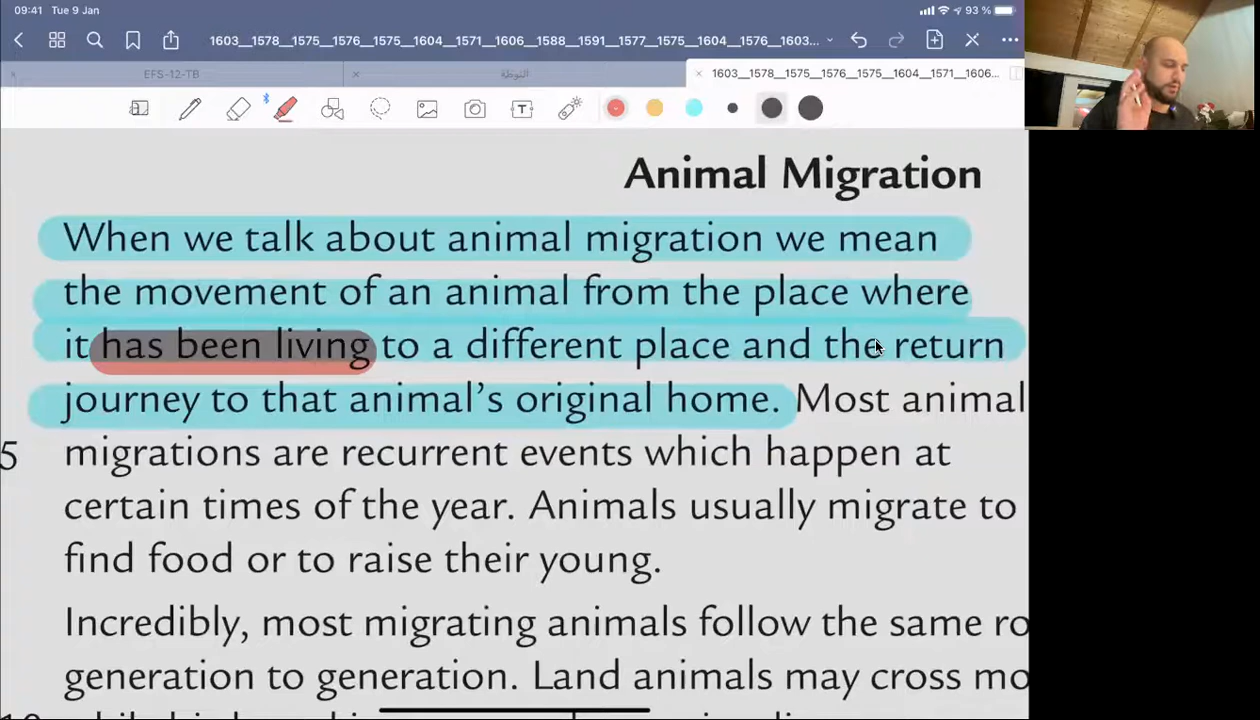 09:41 Tue 9 Jan
93 %
1603__1578__1575__1576__1575__1604__1571__1606__1588__1591__1577__1575__1604__1576__1603...
EFS-12-TB
النوطة
1603__1578__1575__1576__1575__1604__1571__1606...
T
Animal Migration
When we talk about animal migration we mean
the movement of an animal from the place where
it has been living to a different place and the return
journey to that animal's original home. Most animal
5 migrations are recurrent events which happen at
certain times of the year. Animals usually migrate to
find food or to raise their young.
Incredibly, most migrating animals follow the same ro
generation to generation. Land animals may cross mo